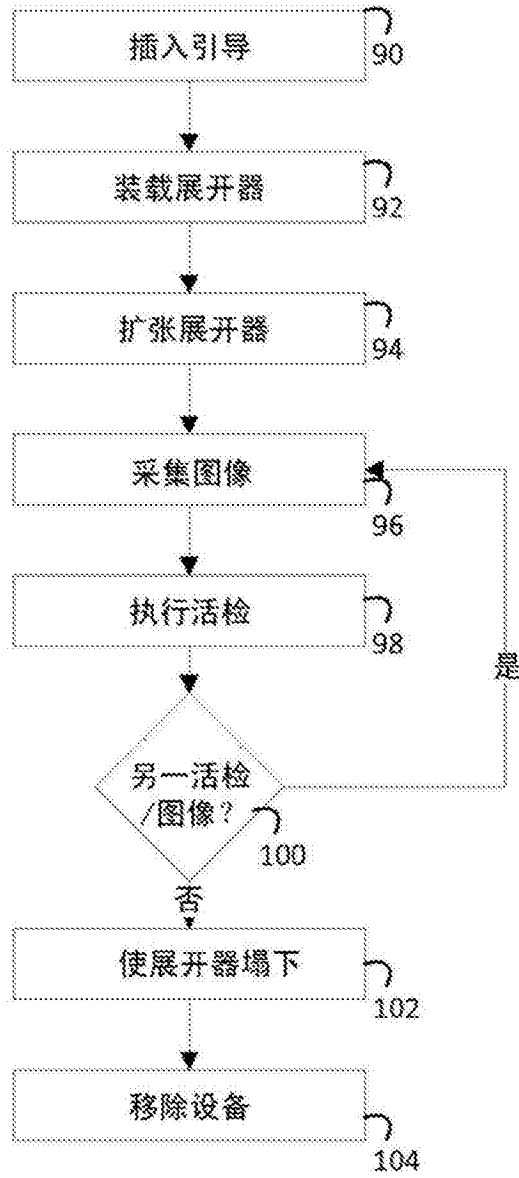 插入引导
90
装载展开器
92
扩张展开器
94
采集图像
96
执行活检
98
是
另一活检
/图像?
100
否
使展开器塌下
102
移除设备
104